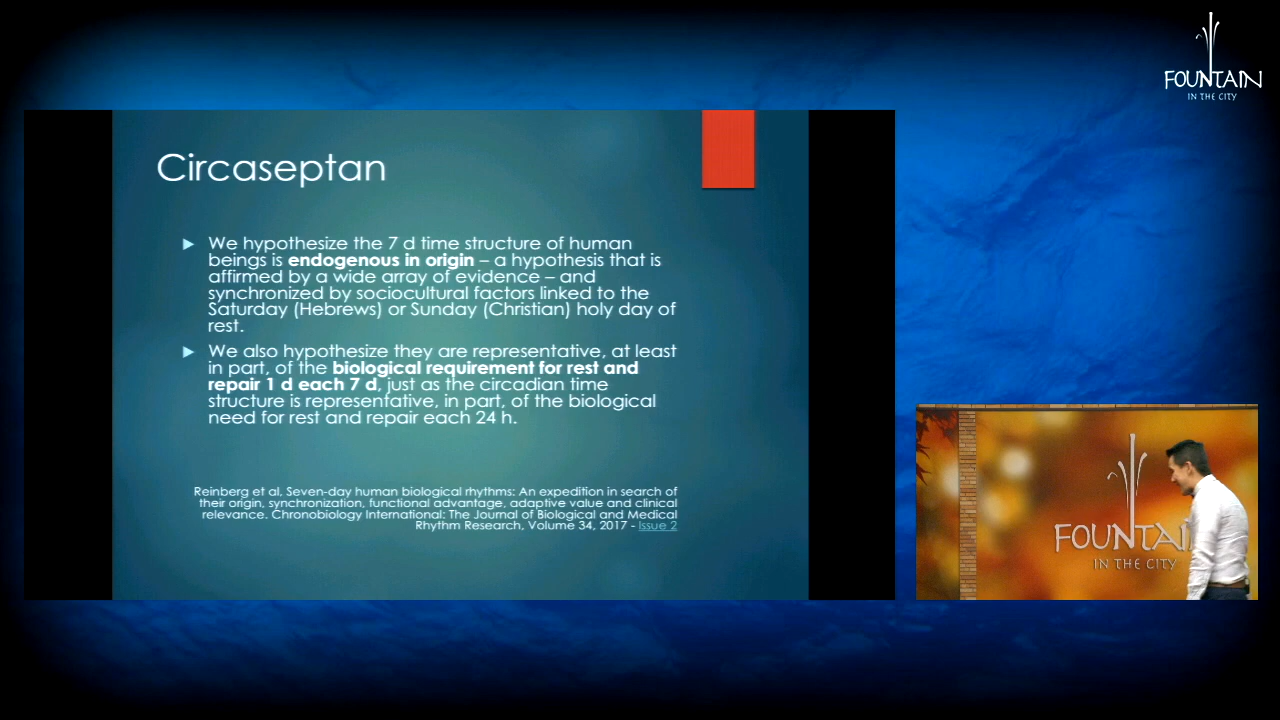 FOUNTAIN
IN THE CITY
Circaseptan
We hypothesize the 7 d time structure of human
beings is endogenous in origin – a hypothesis that is
affirmed by a wide array of evidence – and
synchronized by sociocultural factors linked to the
Saturday (Hebrews) or Sunday (Christian) holy day of
rest.
We also hypothesize they are representative, at least
in part, of the biological requirement for rest and
repair 1 d each 7 d, just as the circadian time
structure is representative, in part, of the biological
need for rest and repair each 24 h.
Reinberg et al. Seven-day human biological rhythms: An expedition in search of
their origin, synchronization, functional advantage, adaptive value and clinical
relevance. Chronobiology International: The Journal of Biological and Medical
Rhythm Research, Volume 34, 2017 - Issue 2
FOUNTAI
IN THE CITY